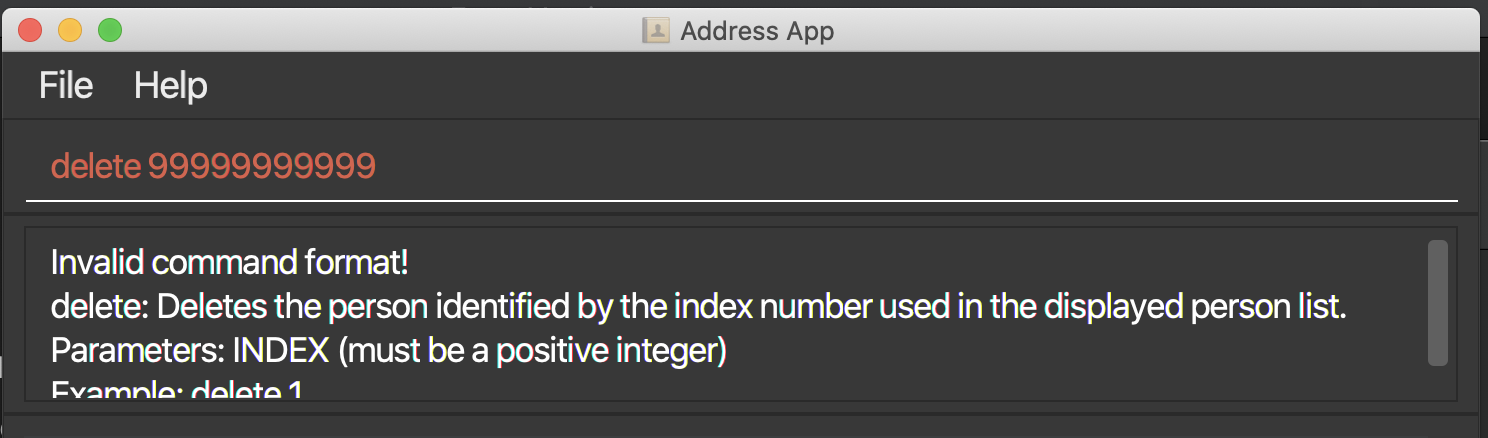 Address App
File Help
delete 99999999999
Invalid command format!
delete: Deletes the person identified by the index number used in the displayed person list.
Parameters: INDEX (must be a positive integer)
Example: delete 1